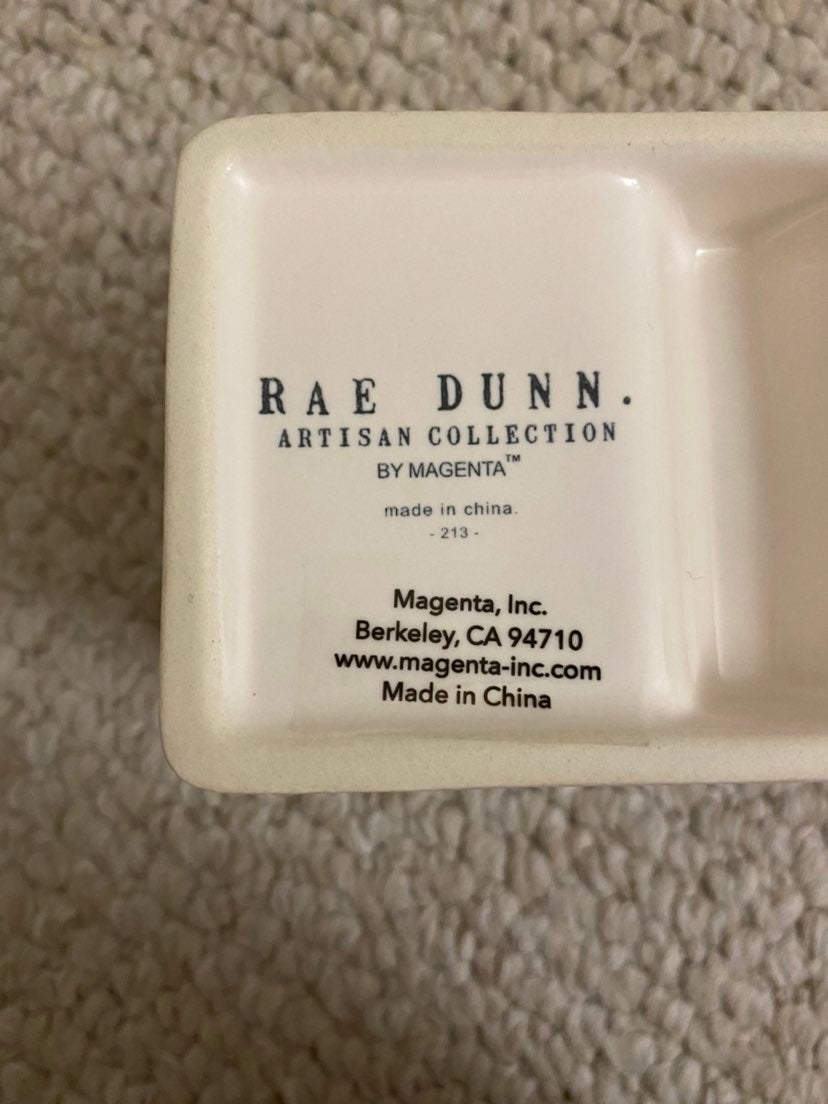 RAE DUNN.
ARTISAN COLLECTION
BY MAGENTA™
made in china.
- 213 -
Magenta, Inc.
Berkeley, CA 94710
www.magenta-inc.com
Made in China